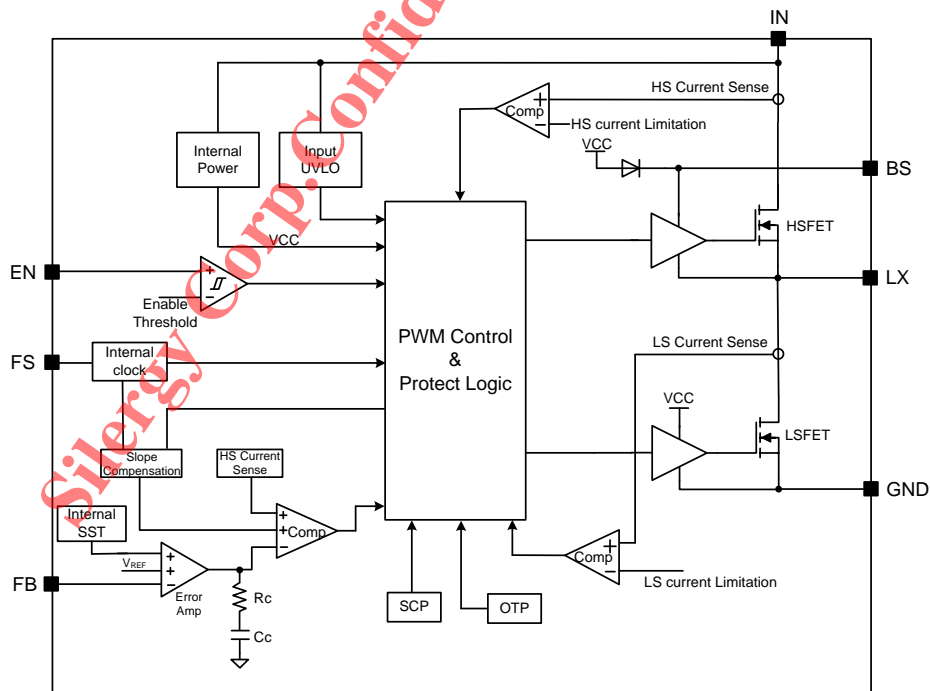 IN
HS Current Sense
Comp
+
−
HS current Limitation
Internal
Power
Input
UVLO
VCC
BS
HSFET
VCC
EN
+
−
Enable
Threshold
LX
PWM Control
&
Protect Logic
FS
Internal
clock
LS Current Sense
VCC
LSFET
Slope
Compensation
HS Current
Sense
GND
Internal
SST
+
+
−
Comp
+
−
Comp
LS current Limitation
VREF
FB
+
+
−
Error
Amp
Rc
Cc
SCP
OTP
Silergy Corp.Confid